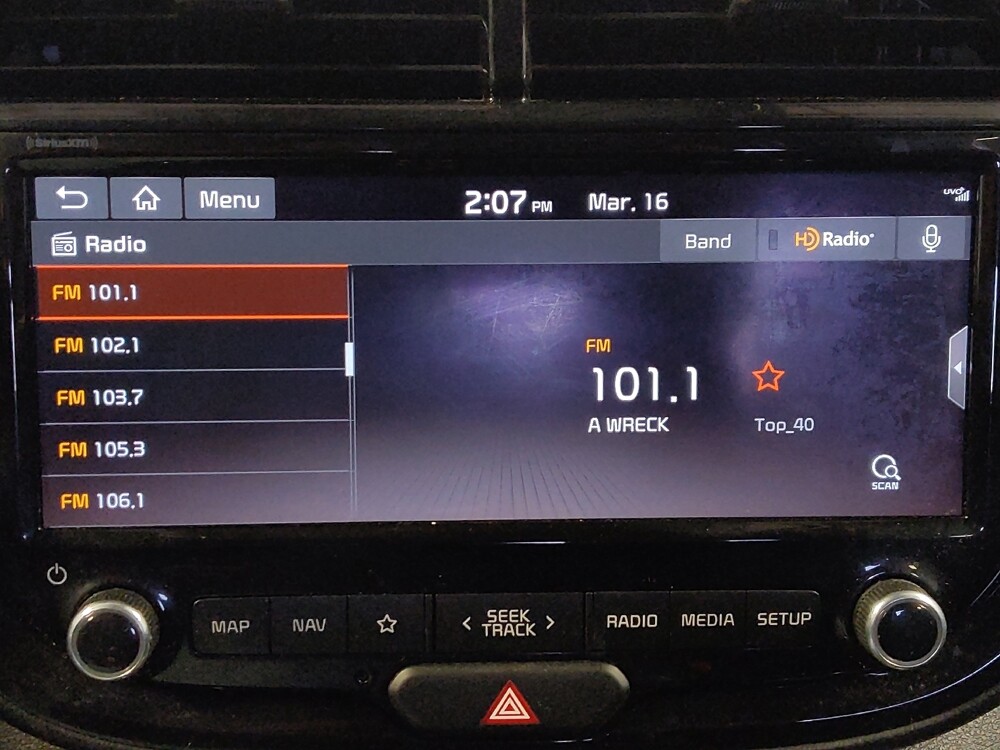 ((SiriusXM))
Menu
2:07 PM Mar. 16
UVO
Radio
Band
HD Radio
FM 101.1
FM 102.1
FM 103.7
FM 105.3
FM 106.1
FM
101.1
A WRECK
Top_40
SCAN
MAP
NAV
SEEK
TRACK
RADIO
MEDIA
SETUP